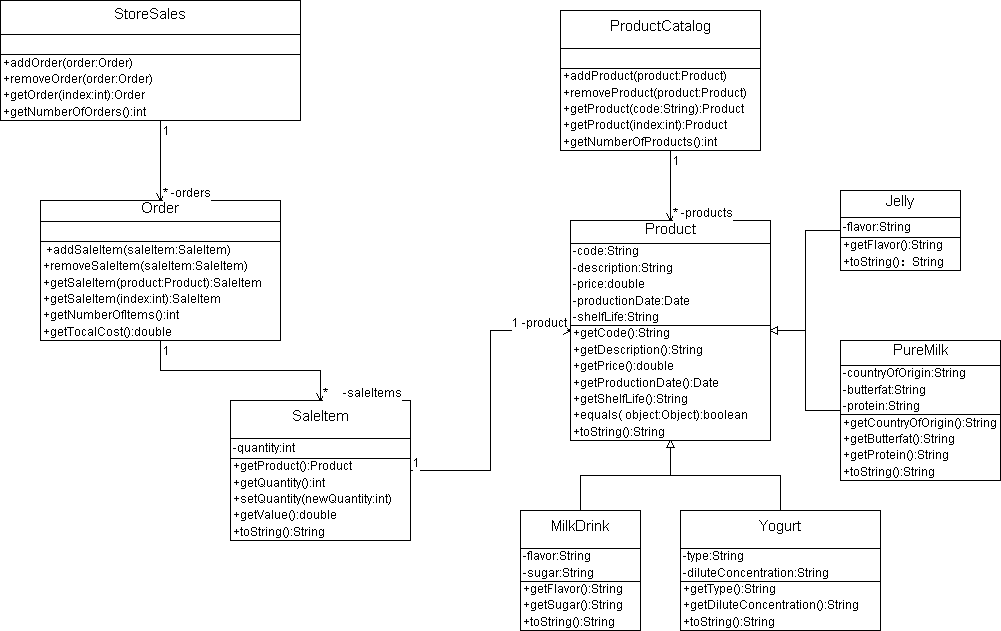 StoreSales
+addOrder(order:Order)
+removeOrder(order:Order)
+getOrder(index:int):Order
+getNumberOfOrders():int
1
* -orders
Order
+addSaleItem(saleItem:SaleItem)
+removeSaleItem(saleItem:SaleItem)
+getSaleItem(product:Product):SaleItem
+getSaleItem(index:int):SaleItem
+getNumberOfItems():int
+getTocalCost():double
1
* -saleItems
SaleItem
-quantity:int
+getProduct():Product
+getQuantity():int
+setQuantity(newQuantity:int)
+getValue():double
+toString():String
1
1 -product
ProductCatalog
+addProduct(product:Product)
+removeProduct(product:Product)
+getProduct(code:String):Product
+getProduct(index:int):Product
+getNumberOfProducts():int
1
* -products
Product
-code:String
-description:String
-price:double
-productionDate:Date
-shelfLife:String
+getCode():String
+getDescription():String
+getPrice():double
+getProductionDate():Date
+getShelfLife():String
+equals( object:Object):boolean
+toString():String
Jelly
-flavor:String
+getFlavor():String
+toString(): String
PureMilk
-countryOfOrigin:String
-butterfat:String
-protein:String
+getCountryOfOrigin():String
+getButterfat():String
+getProtein():String
+toString():String
MilkDrink
-flavor:String
-sugar:String
+getFlavor():String
+getSugar():String
+toString():String
Yogurt
-type:String
-diluteConcentration:String
+getType():String
+getDiluteConcentration():String
+toString():String